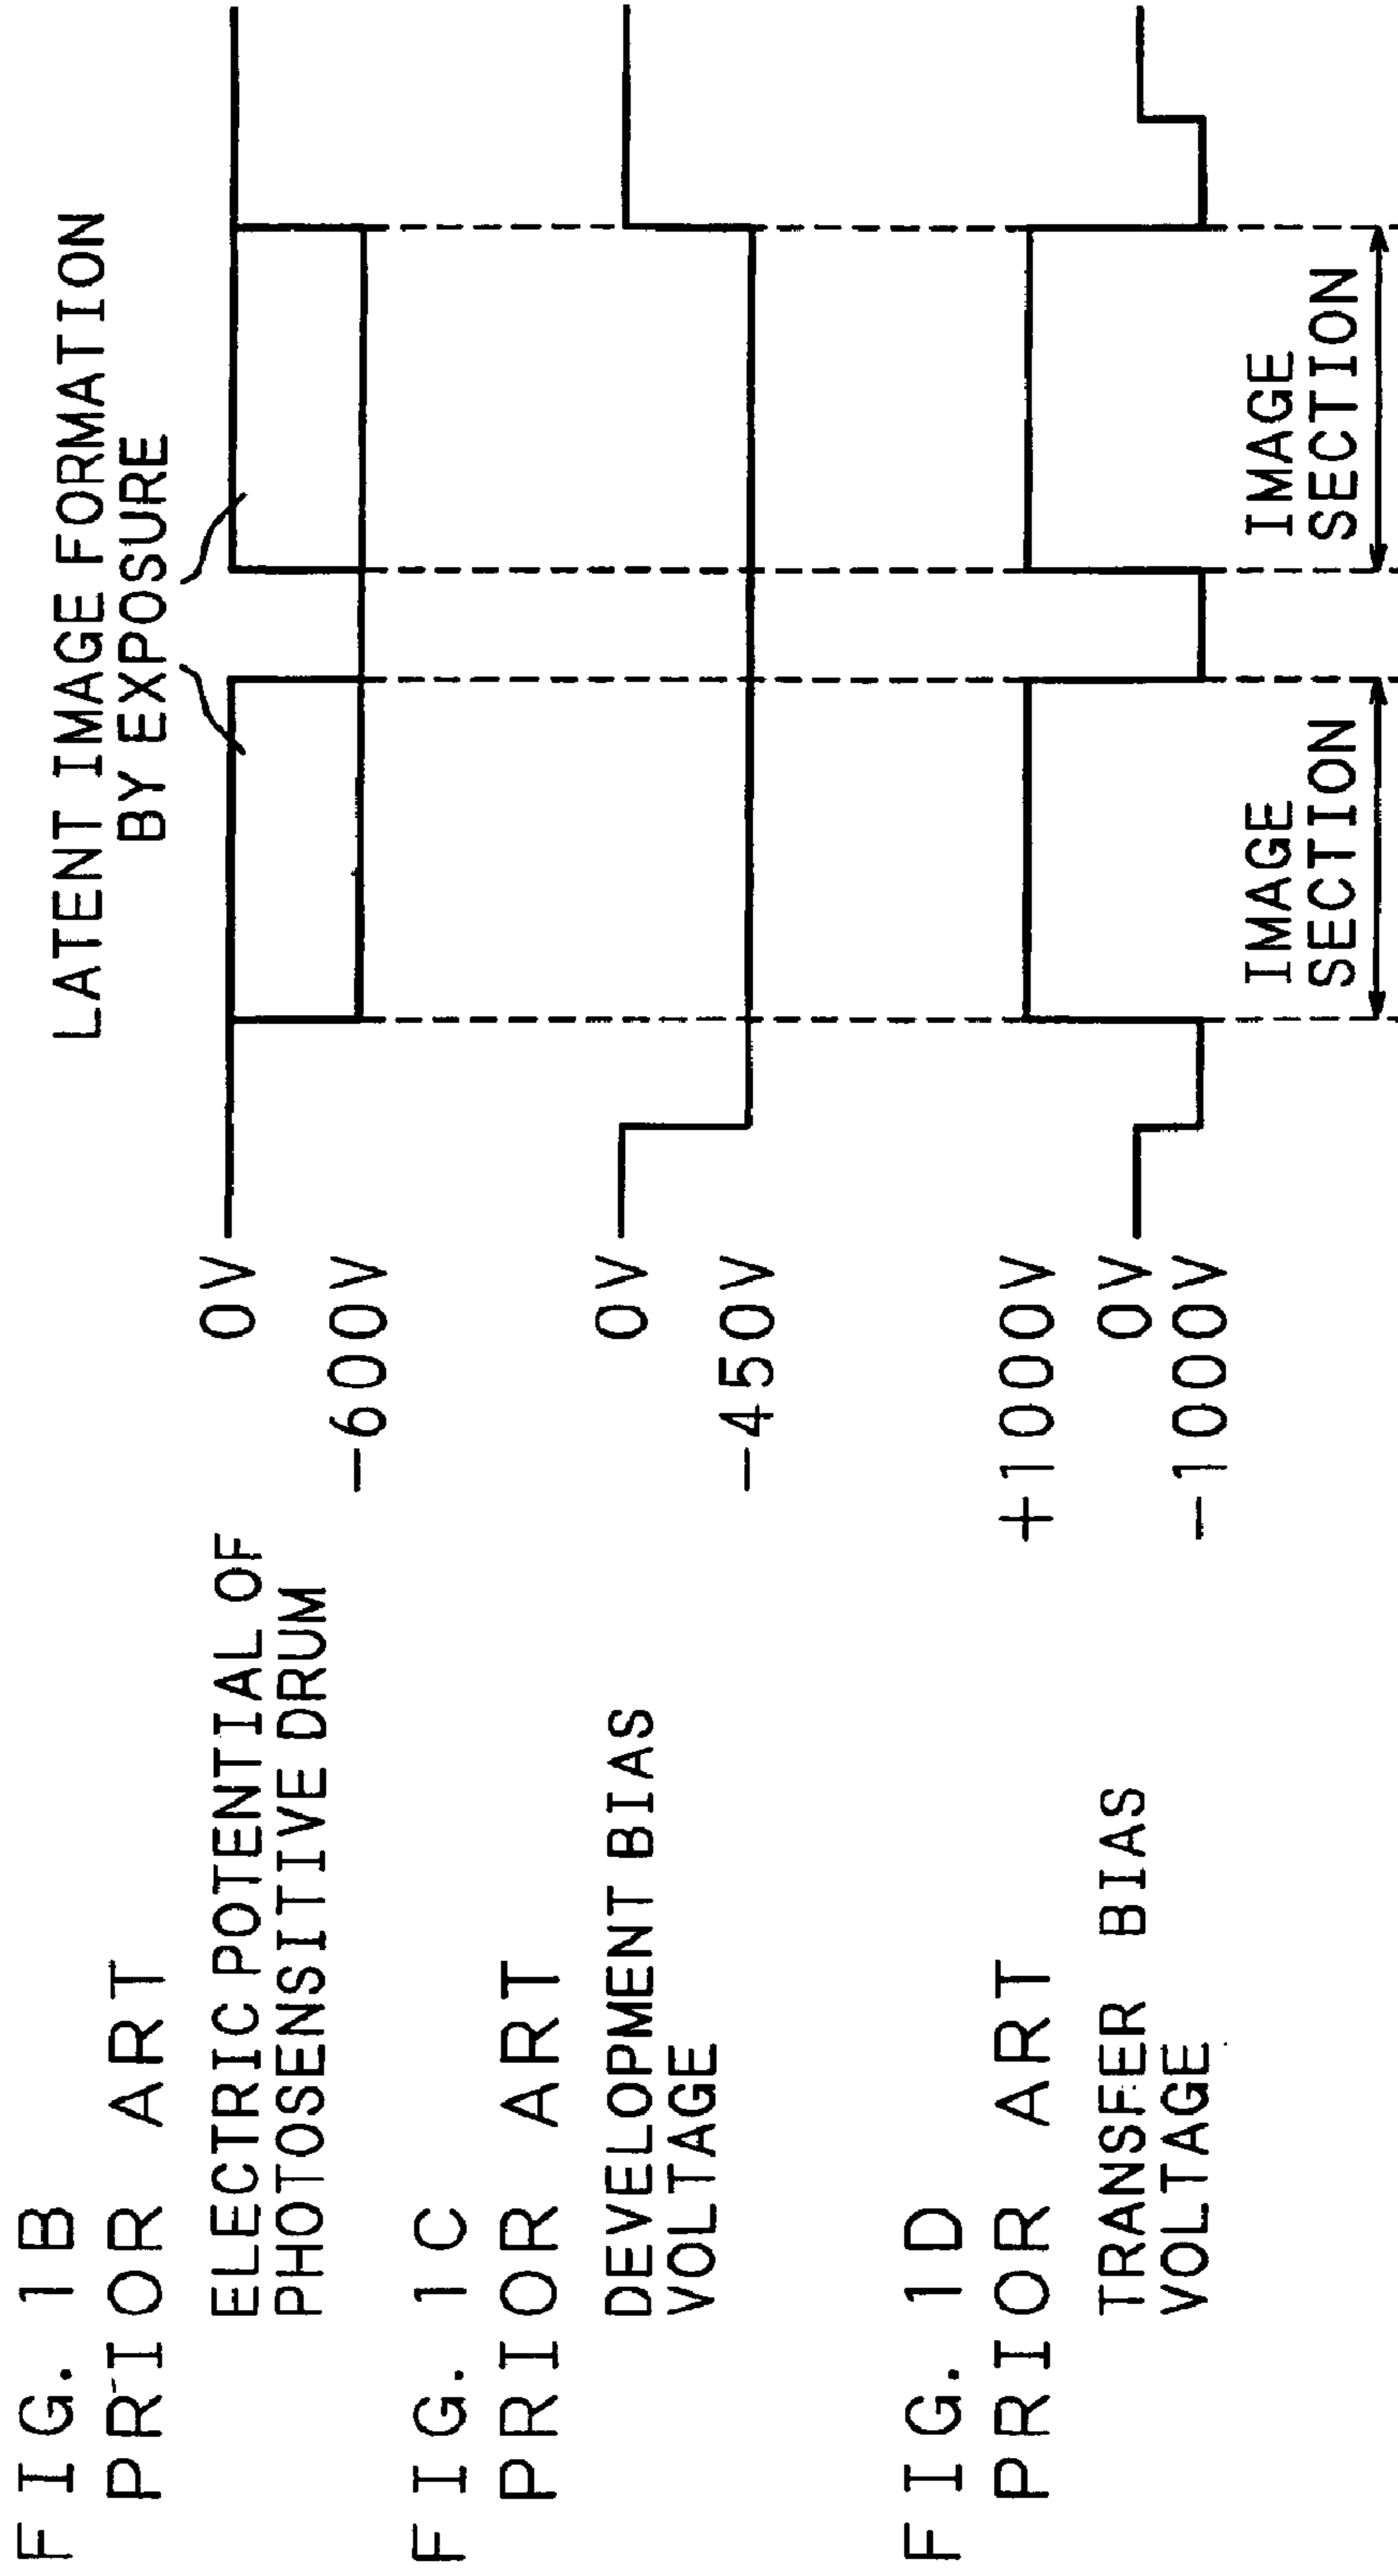 FIG. 1B
PRIOR ART
LATENT IMAGE FORMATION
BY EXPOSURE
ELECTRIC POTENTIAL OF
PHOTOSENSITIVE DRUM
0V
-600V
FIG. 1C
PRIOR ART
DEVELOPMENT BIAS
VOLTAGE
0V
-450V
FIG. 1D
PRIOR ART
TRANSFER BIAS
VOLTAGE
+1000V
0V
-1000V
IMAGE
SECTION
IMAGE
SECTION